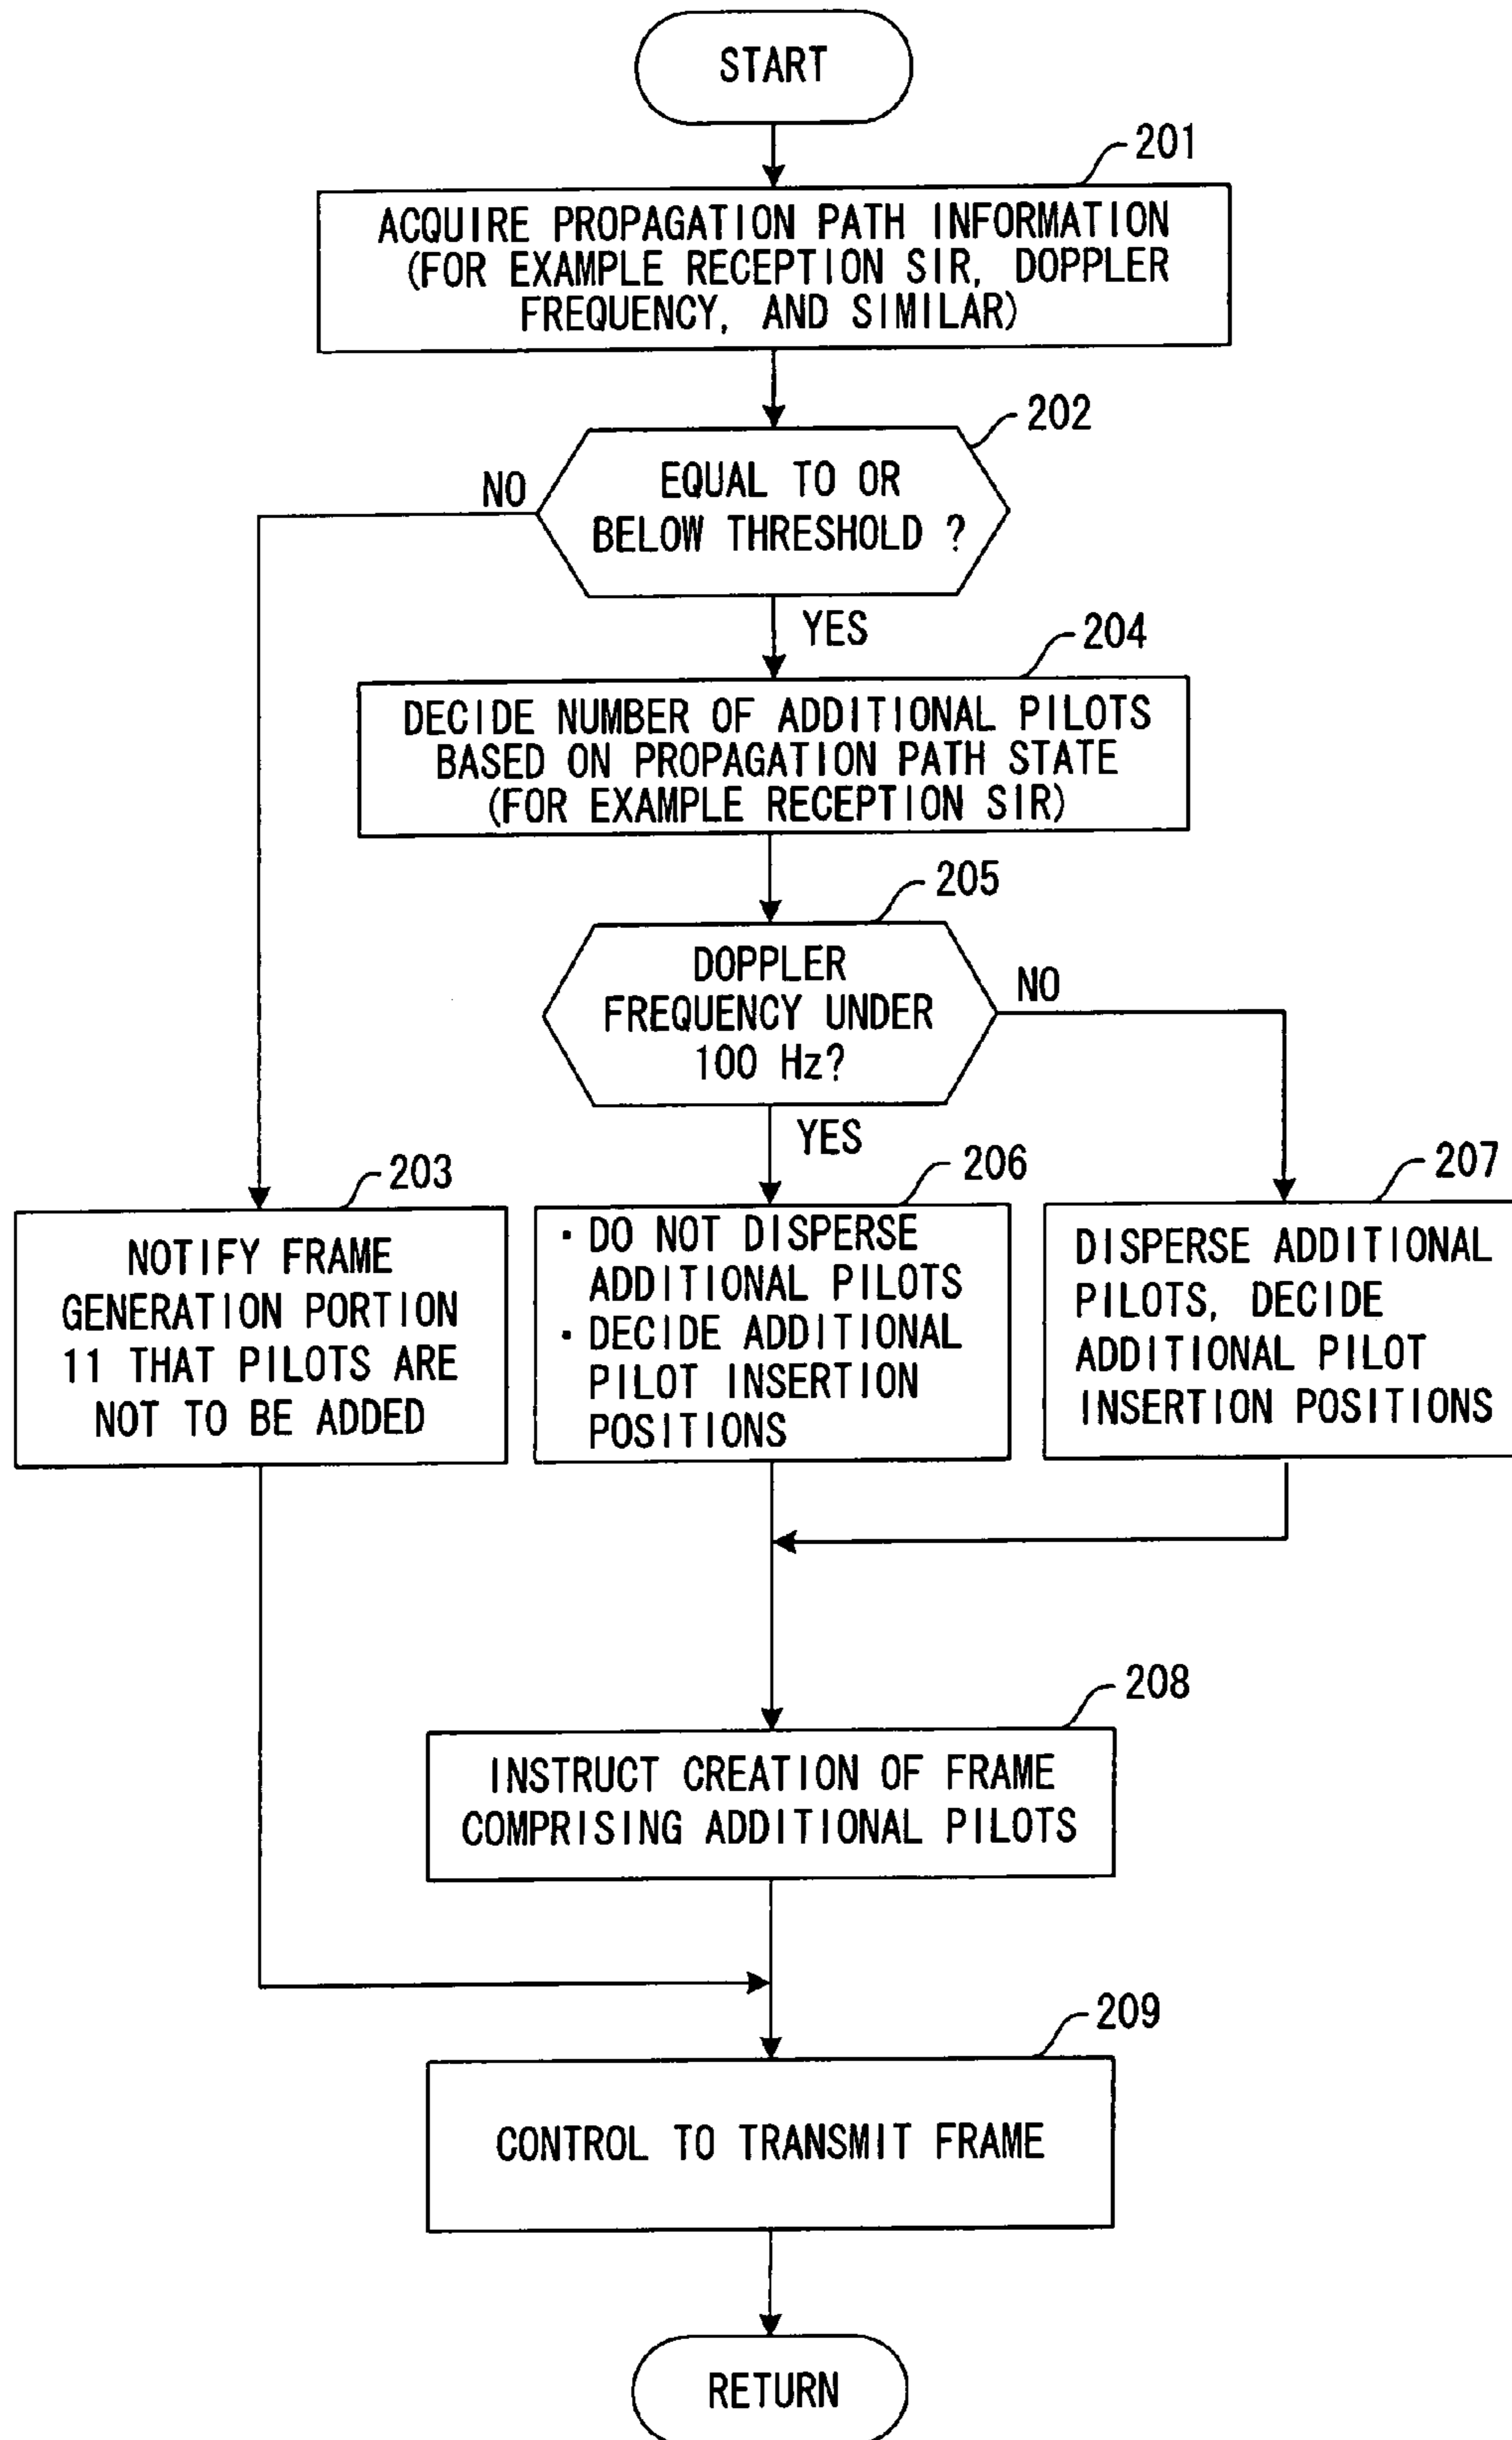 START
201
ACQUIRE PROPAGATION PATH INFORMATION
(FOR EXAMPLE RECEPTION SIR, DOPPLER
FREQUENCY, AND SIMILAR)
202
EQUAL TO OR
BELOW THRESHOLD ?
NO
YES
204
DECIDE NUMBER OF ADDITIONAL PILOTS
BASED ON PROPAGATION PATH STATE
(FOR EXAMPLE RECEPTION SIR)
205
DOPPLER
FREQUENCY UNDER
100 Hz?
NO
YES
203
NOTIFY FRAME
GENERATION PORTION
11 THAT PILOTS ARE
NOT TO BE ADDED
206
· DO NOT DISPERSE
ADDITIONAL PILOTS
· DECIDE ADDITIONAL
PILOT INSERTION
POSITIONS
207
DISPERSE ADDITIONAL
PILOTS, DECIDE
ADDITIONAL PILOT
INSERTION POSITIONS
208
INSTRUCT CREATION OF FRAME
COMPRISING ADDITIONAL PILOTS
209
CONTROL TO TRANSMIT FRAME
RETURN